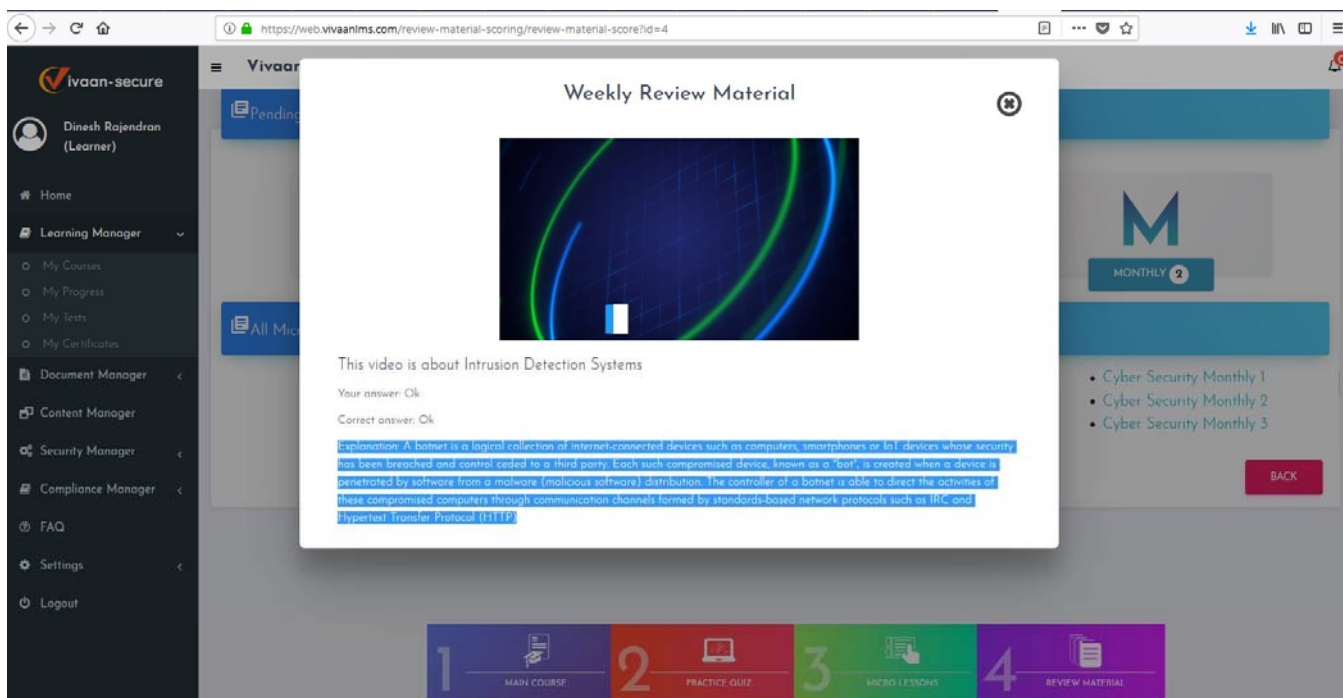 https://web.vivaanlms.com/review-material-scoring/review-material-score?id=4
ivaan-secure
Dinesh Rajendran
(Learner)
Home
Learning Manager
My Courses
My Progress
My Tests
My Certificates
Document Manager
Content Manager
Security Manager
Compliance Manager
FAQ
Settings
Logout
Vivaan
Pending
All Micr
Weekly Review Material
This video is about Intrusion Detection Systems
Your answer: Ok
Correct answer: Ok
Explanation: A botnet is a logical collection of internet-connected devices such as computers, smartphones or IoT devices whose security
has been breached and control ceded to a third party. Each such compromised device, known as a "bot", is created when a device is
penetrated by software from a malware (malicious software) distribution. The controller of a botnet is able to direct the activities of
these compromised computers through communication channels formed by standards-based network protocols such as IRC and
Hypertext Transfer Protocol (HTTP)
M
MONTHLY 2
Cyber Security Monthly 1
Cyber Security Monthly 2
Cyber Security Monthly 3
BACK
1 MAIN COURSE
2 PRACTICE QUIZ
3 MICRO LESSONS
4 REVIEW MATERIAL